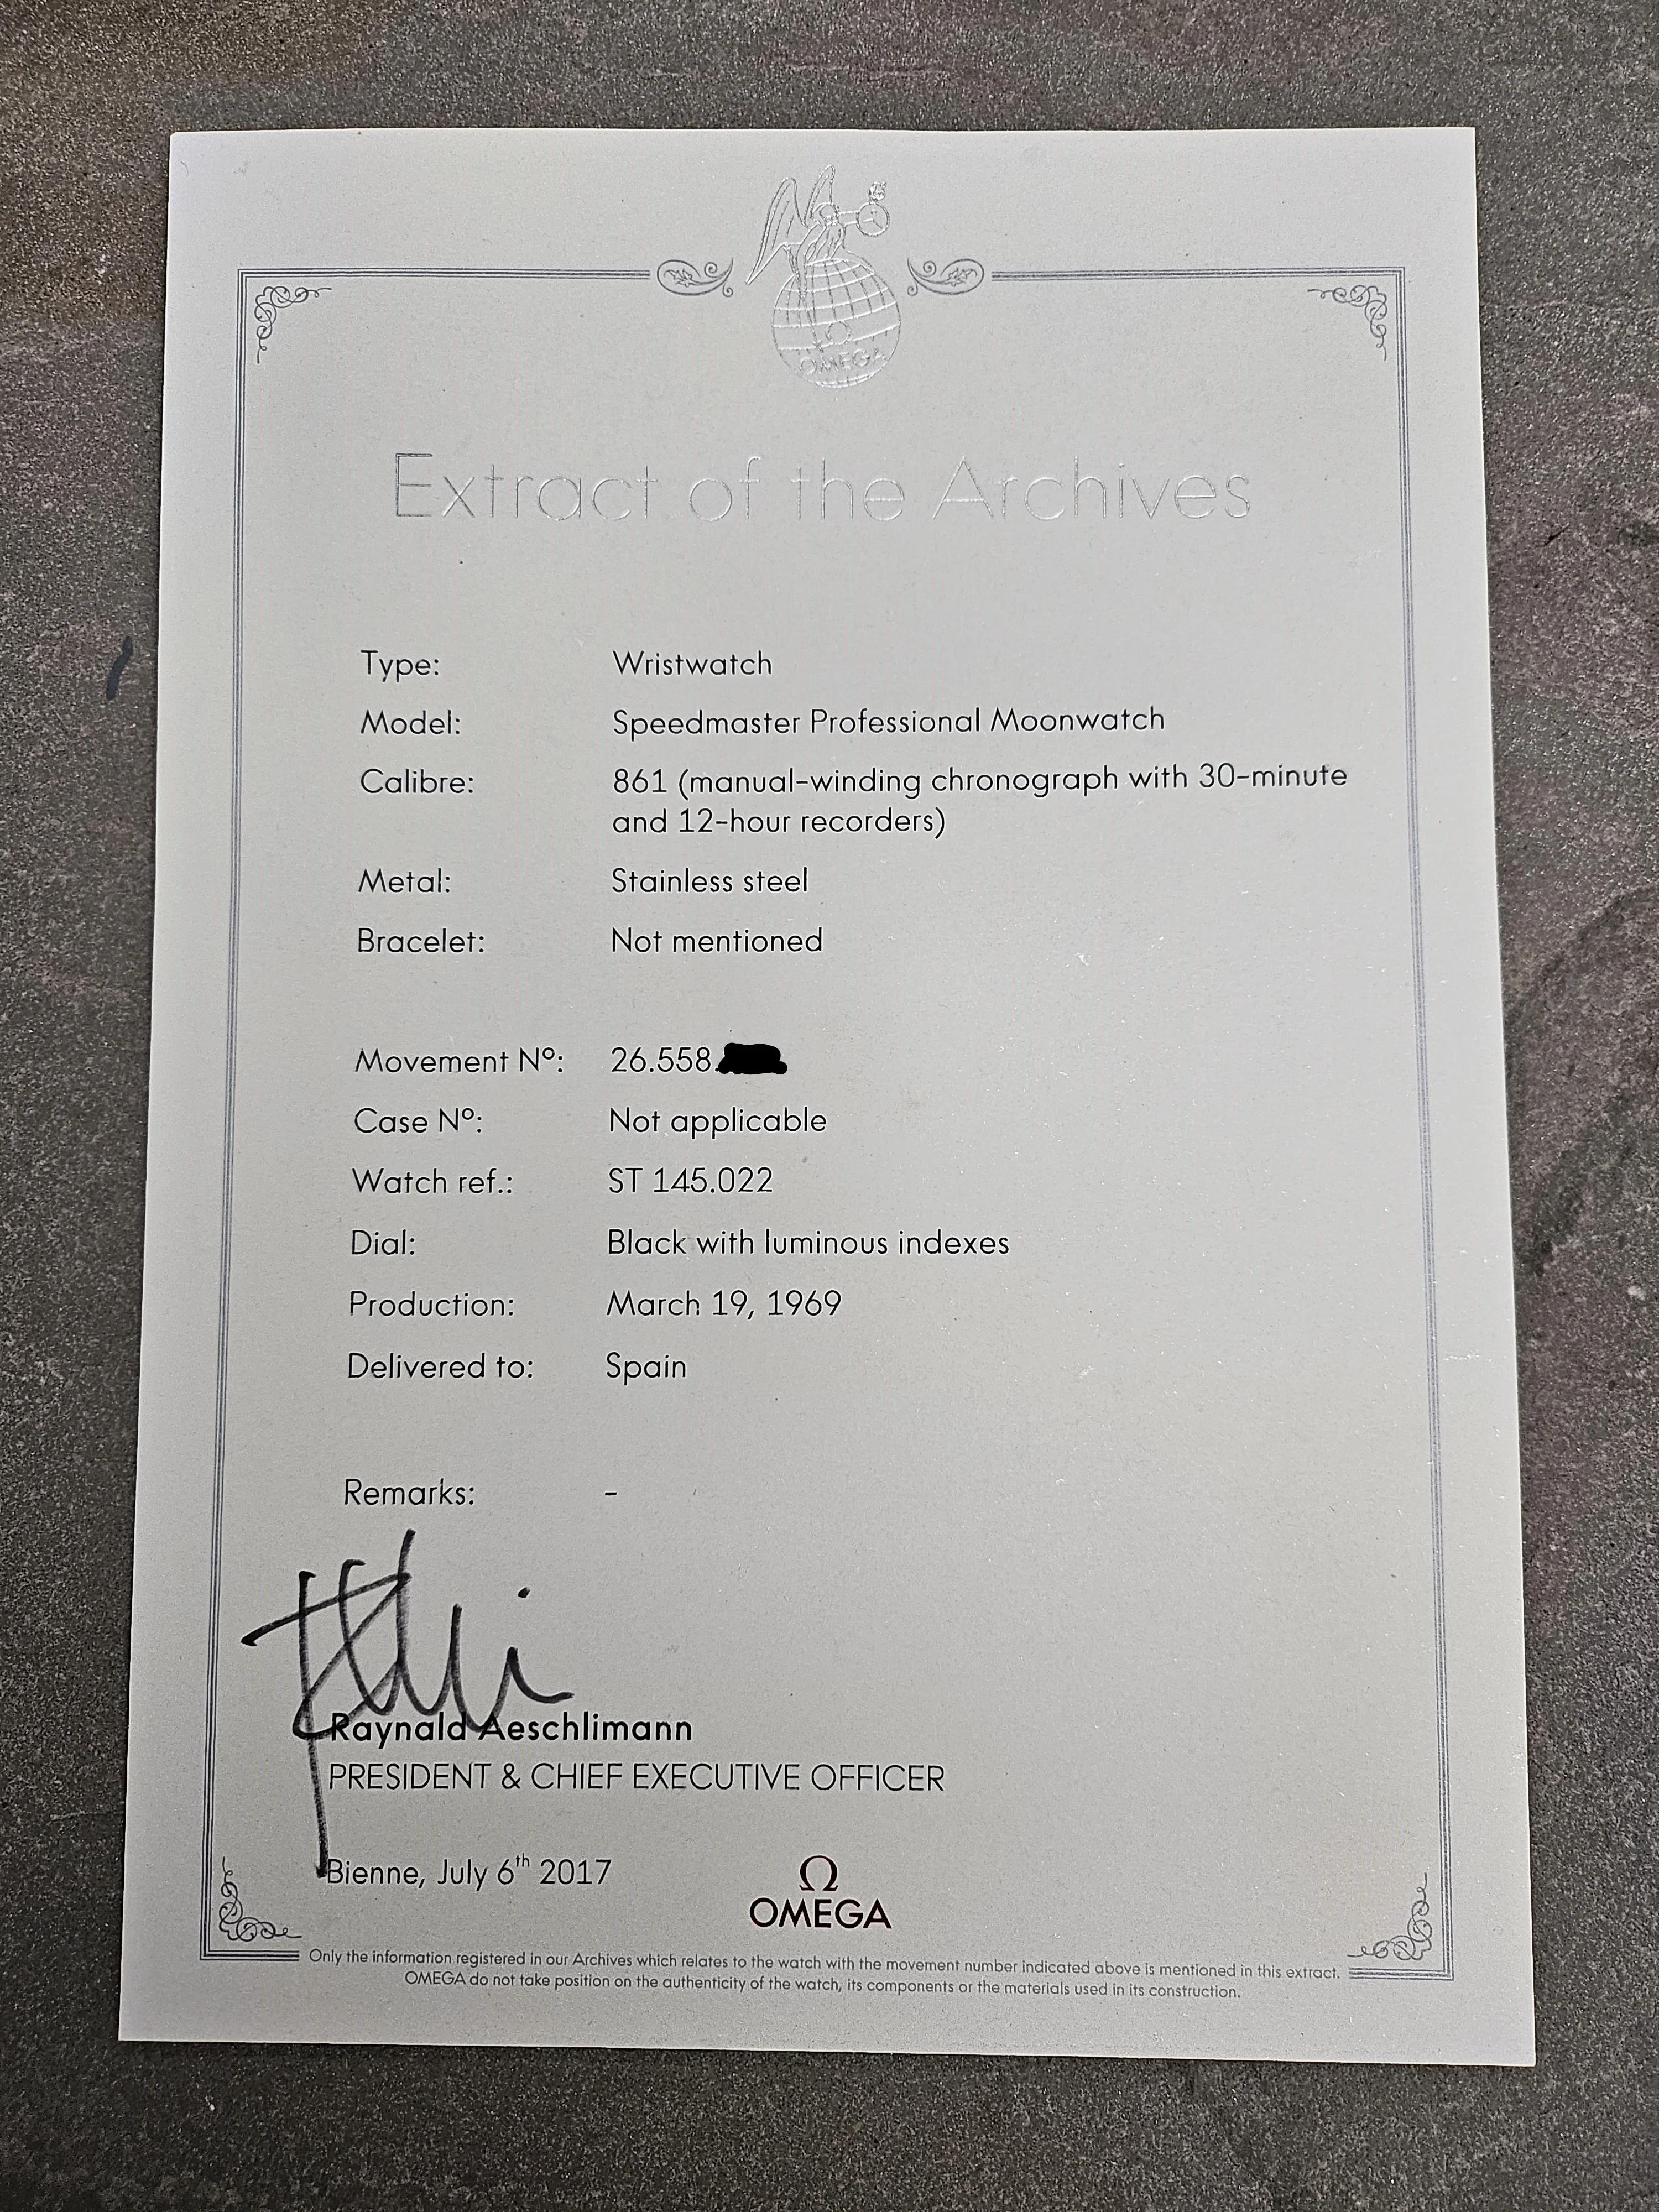 OMEGA
Extract of the Archives
Type: Wristwatch
Model: Speedmaster Professional Moonwatch
Calibre: 861 (manual-winding chronograph with 30-minute
and 12-hour recorders)
Metal: Stainless steel
Bracelet: Not mentioned
Movement Nº: 26.558.
Case Nº: Not applicable
Watch ref.: ST 145.022
Dial: Black with luminous indexes
Production: March 19, 1969
Delivered to: Spain
Remarks: -
Raynald Aeschlimann
PRESIDENT & CHIEF EXECUTIVE OFFICER
Bienne, July 6th 2017
Ω
OMEGA
Only the information registered in our Archives which relates to the watch with the movement number indicated above is mentioned in this extract.
OMEGA do not take position on the authenticity of the watch, its components or the materials used in its construction.